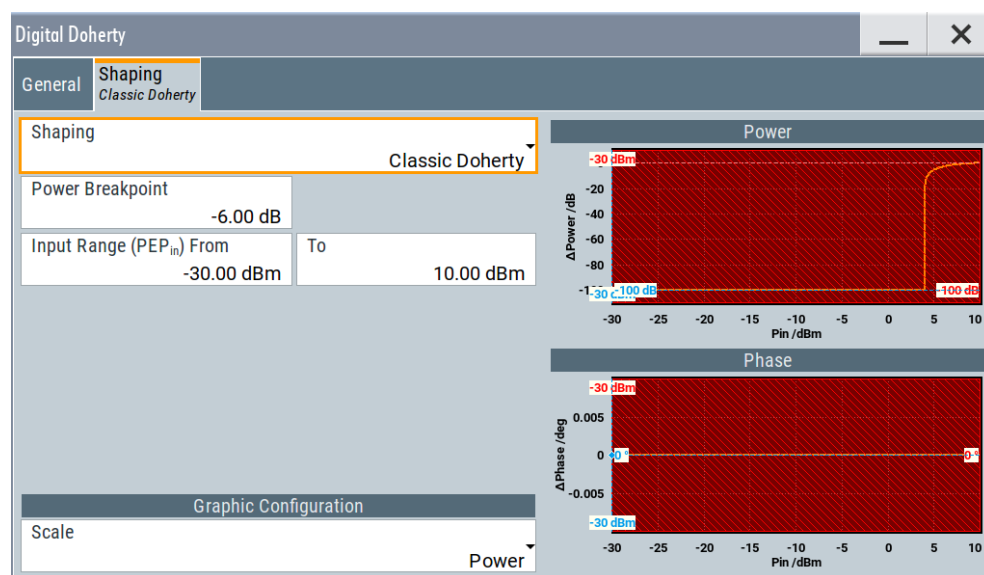 Digital Doherty
General
Shaping
Classic Doherty
Shaping
Classic Doherty
Power Breakpoint
-6.00 dB
Input Range (PEPin) From
-30.00 dBm
To
10.00 dBm
Graphic Configuration
Scale
Power
Power
-30 dBm
-20
-40
-60
-80
-100 dB
-100 dB
ΔPower /dB
-30 -25 -20 -15 -10 -5 0 5 10
Pin /dBm
Phase
-30 dBm
0.005
0
0 °
-0.005
-30 dBm
ΔPhase /deg
-30 -25 -20 -15 -10 -5 0 5 10
Pin /dBm